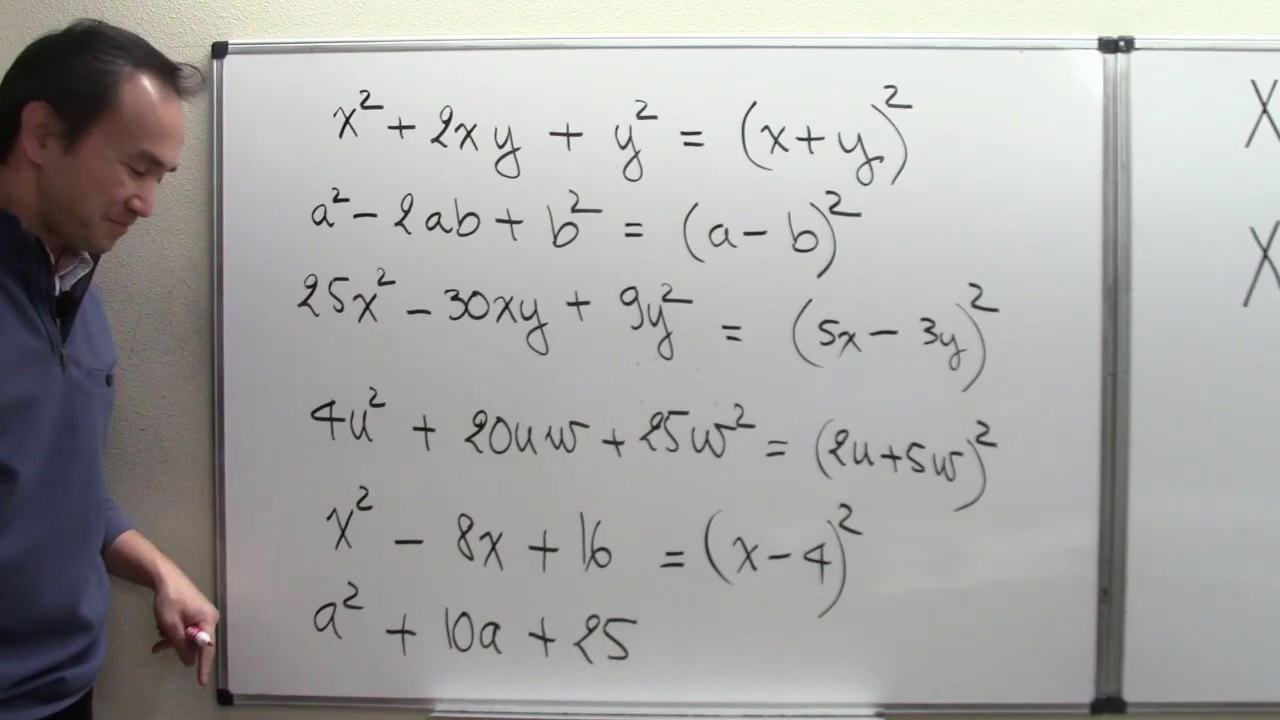 x² + 2xy + y² = (x+y)²
a² - 2ab + b² = (a - b)²
25x² - 30xy + 9y² = (5x - 3y)²
4u² + 20uw + 25w² = (2u+5w)²
x² - 8x + 16 = (x-4)²
a² + 10a + 25
X
X